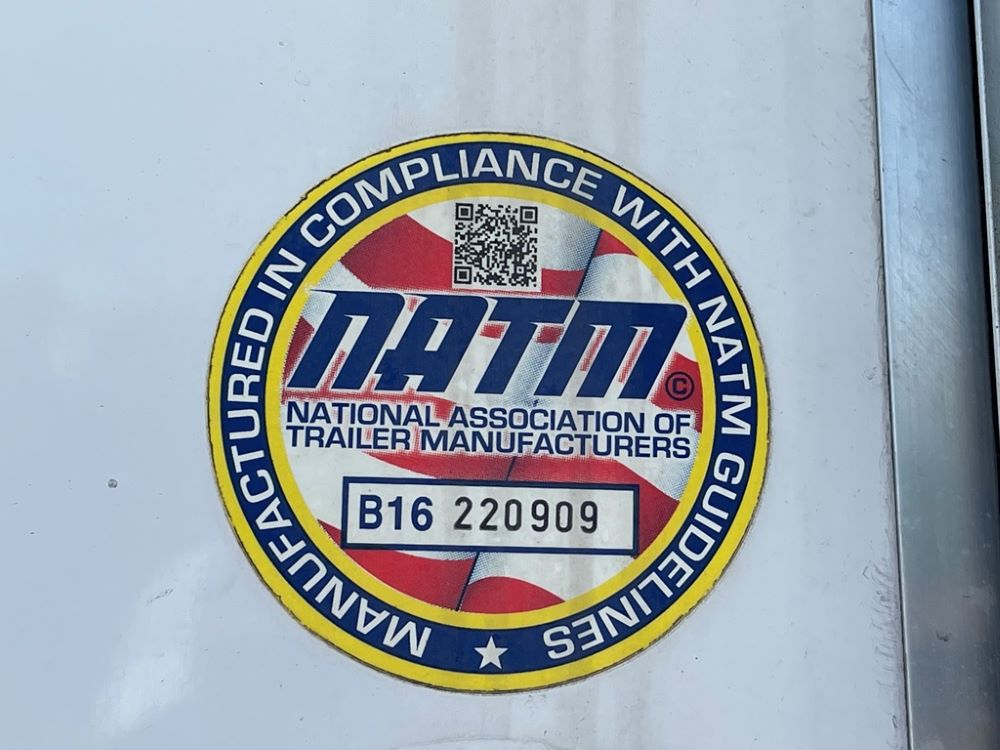 MANUFACTURED IN COMPLIANCE WITH NATM GUIDELINES
NATM ©
NATIONAL ASSOCIATION OF
TRAILER MANUFACTURERS
B16 220909